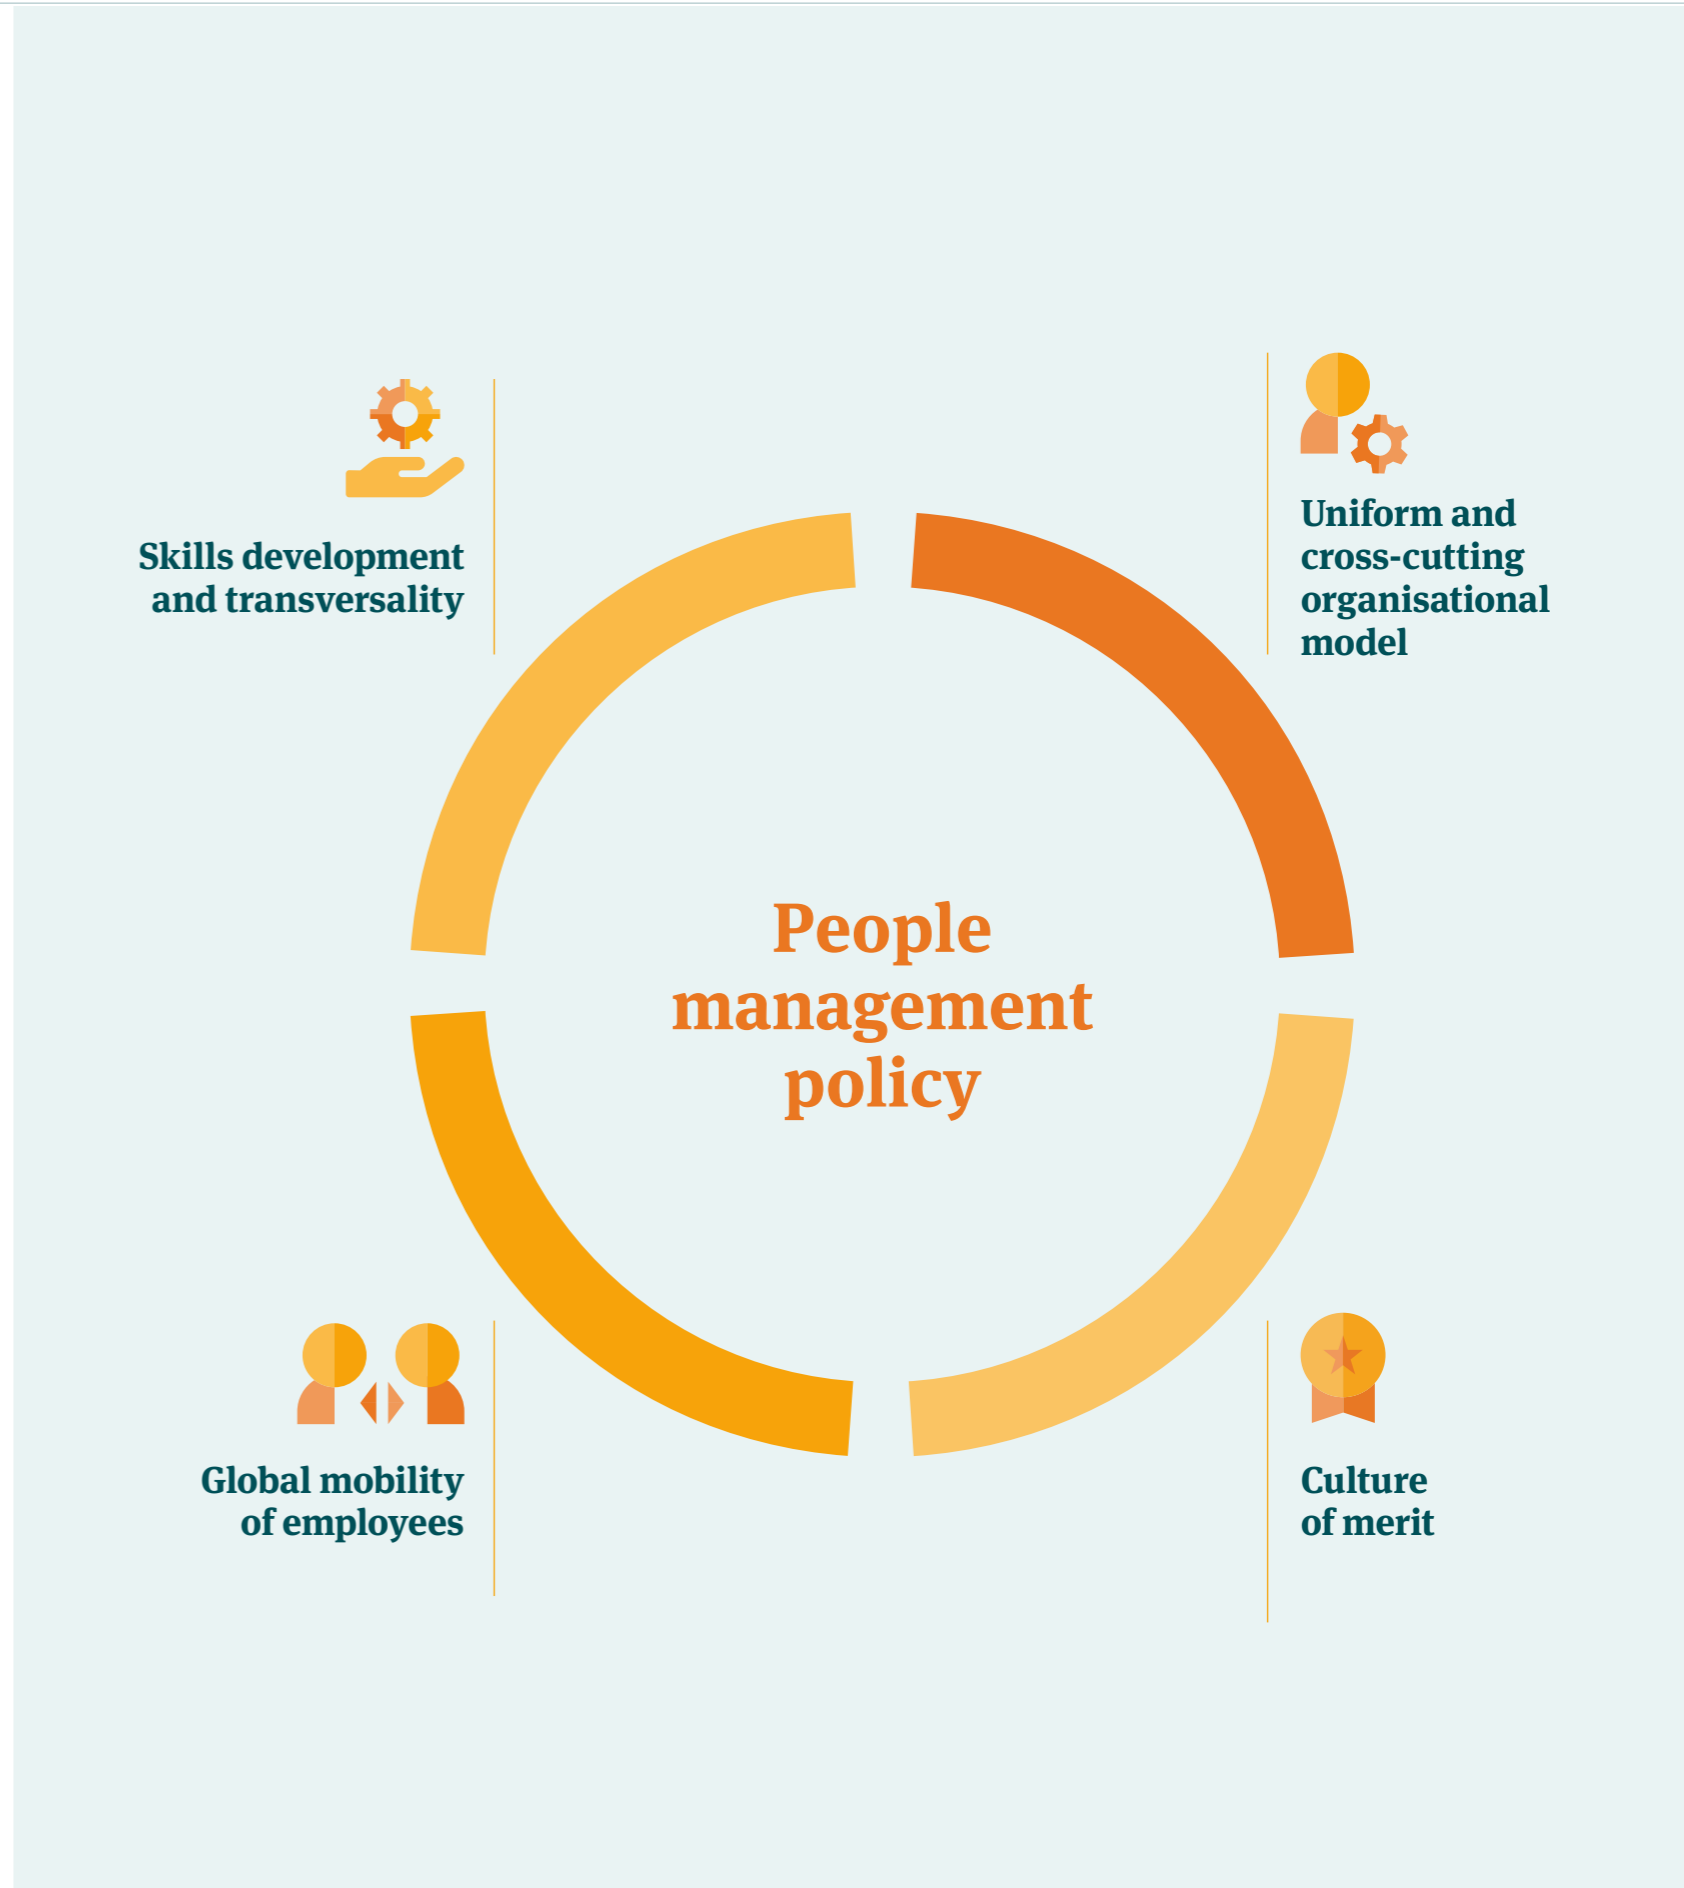 Skills development
and transversality
Uniform and
cross-cutting
organisational
model
People
management
policy
Global mobility
of employees
Culture
of merit